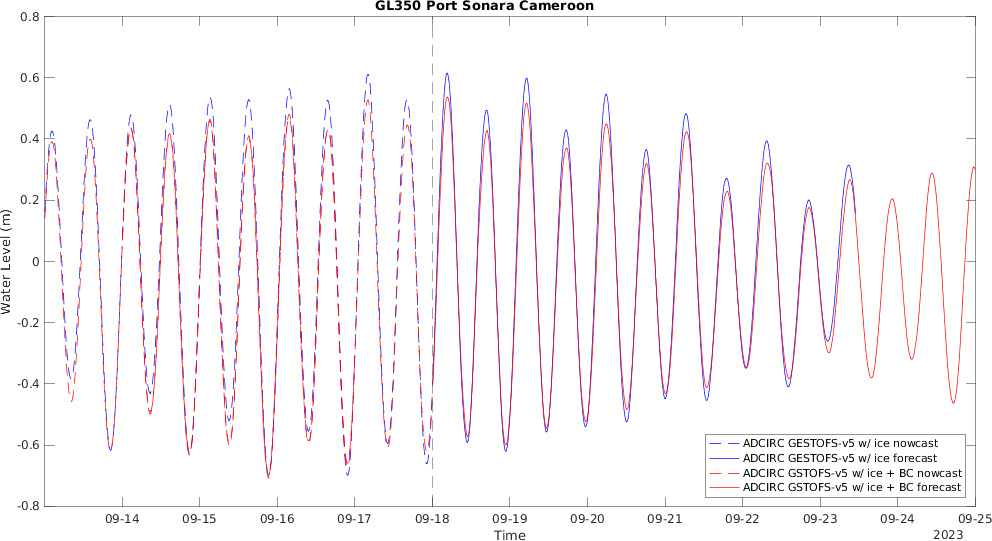 GL350 Port Sonara Cameroon
0.8
0.6
0.4
0.2
0
-0.2
-0.4
-0.6
-0.8
Water Level (m)
ADCIRC GESTOFS-v5 w/ ice nowcast
ADCIRC GESTOFS-v5 w/ ice forecast
ADCIRC GSTOFS-v5 w/ ice + BC nowcast
ADCIRC GSTOFS-v5 w/ ice + BC forecast
09-14 09-15 09-16 09-17 09-18 09-19 09-20 09-21 09-22 09-23 09-24 09-25
Time
2023